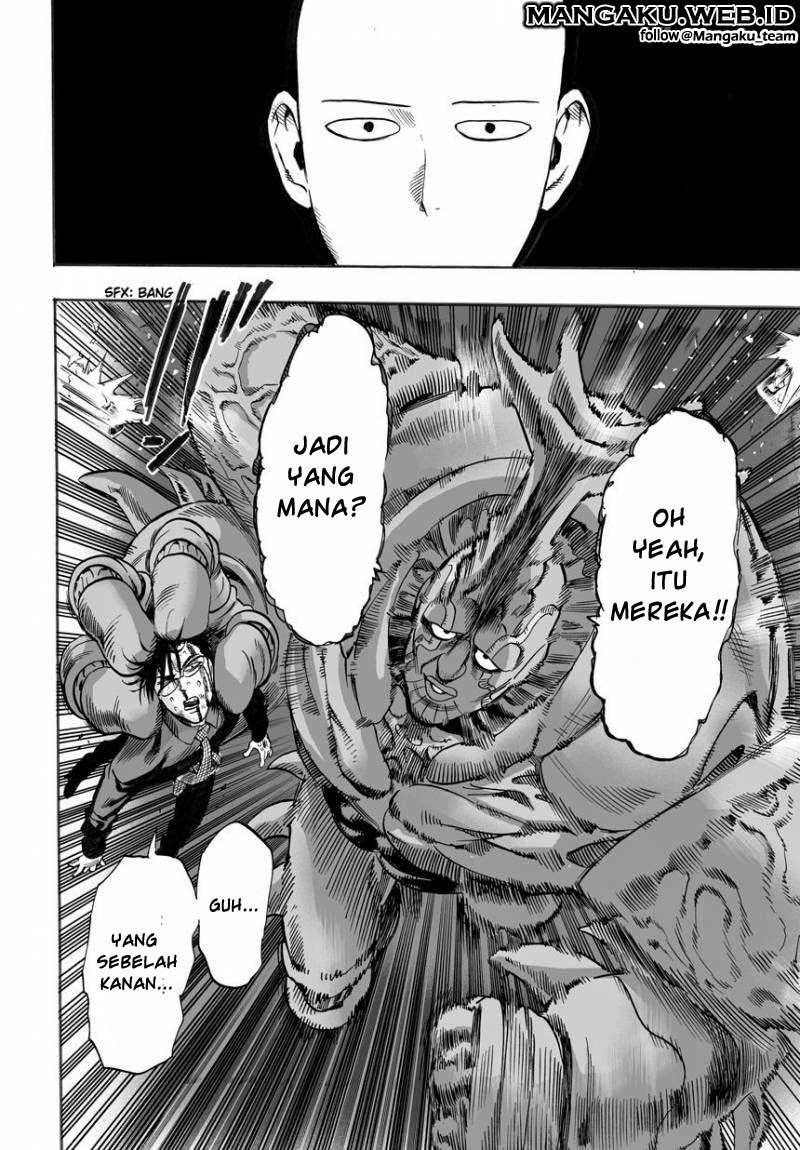 MANGAKU.WEB.ID
follow @Mangaku_team
SFX: BANG
OH
YEAH,
ITU
MEREKA!!
JADI
YANG
MANA?
GUH...
YANG
SEBELAH
KANAN...